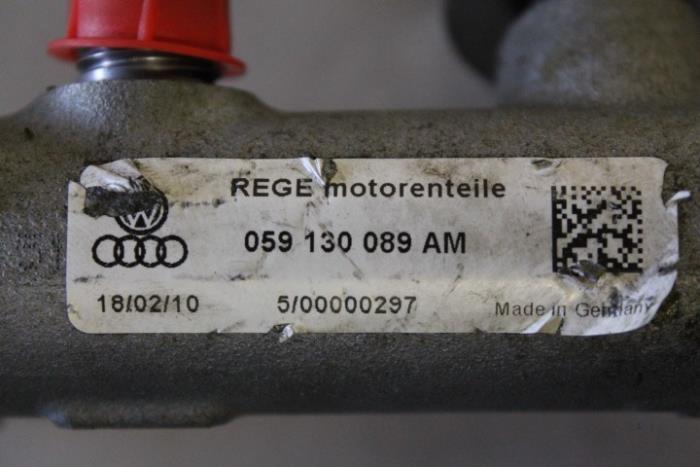 REGE motorenteile
059 130 089 AM
18/02/10 5/00000297 Made in Germany